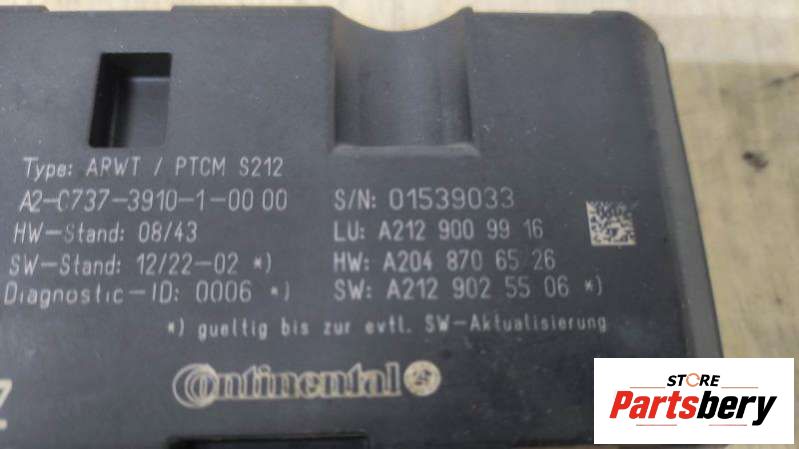 Type: ARWT / PTCM S212
A2-C737-3910-1-00 00
HW-Stand: 08/43
SW-Stand: 12/22-02 *)
Diagnostic-ID: 0006 *)
S/N: 01539033
LU: A212 900 99 16
HW: A204 870 65 26
SW: A212 902 55 06 *)
*) gueltig bis zur evtl. SW-Aktualisierung
Continental
Z
STORE
Partsbery